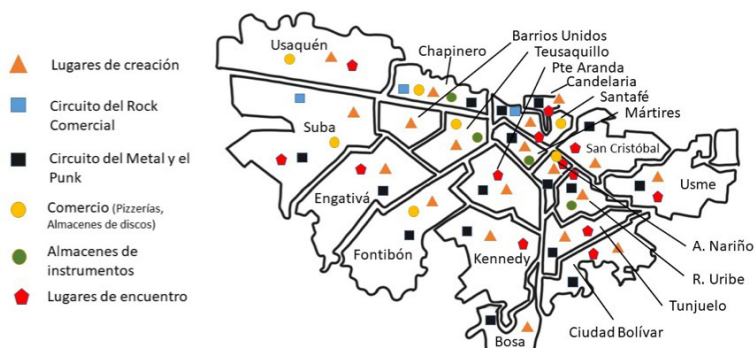 Lugares de creación
Circuito del Rock
Comercial
Circuito del Metal y el
Punk
Comercio (Pizzerías,
Almacenes de discos)
Almacenes de
instrumentos
Lugares de encuentro
Usaquén
Chapinero
Barrios Unidos
Teusaquillo
Pte Aranda
Candelaria
Santafé
Mártires
Suba
San Cristóbal
Engativá
Usme
Fontibón
Kennedy
A. Nariño
R. Uribe
Tunjuelo
Ciudad Bolívar
Bosa